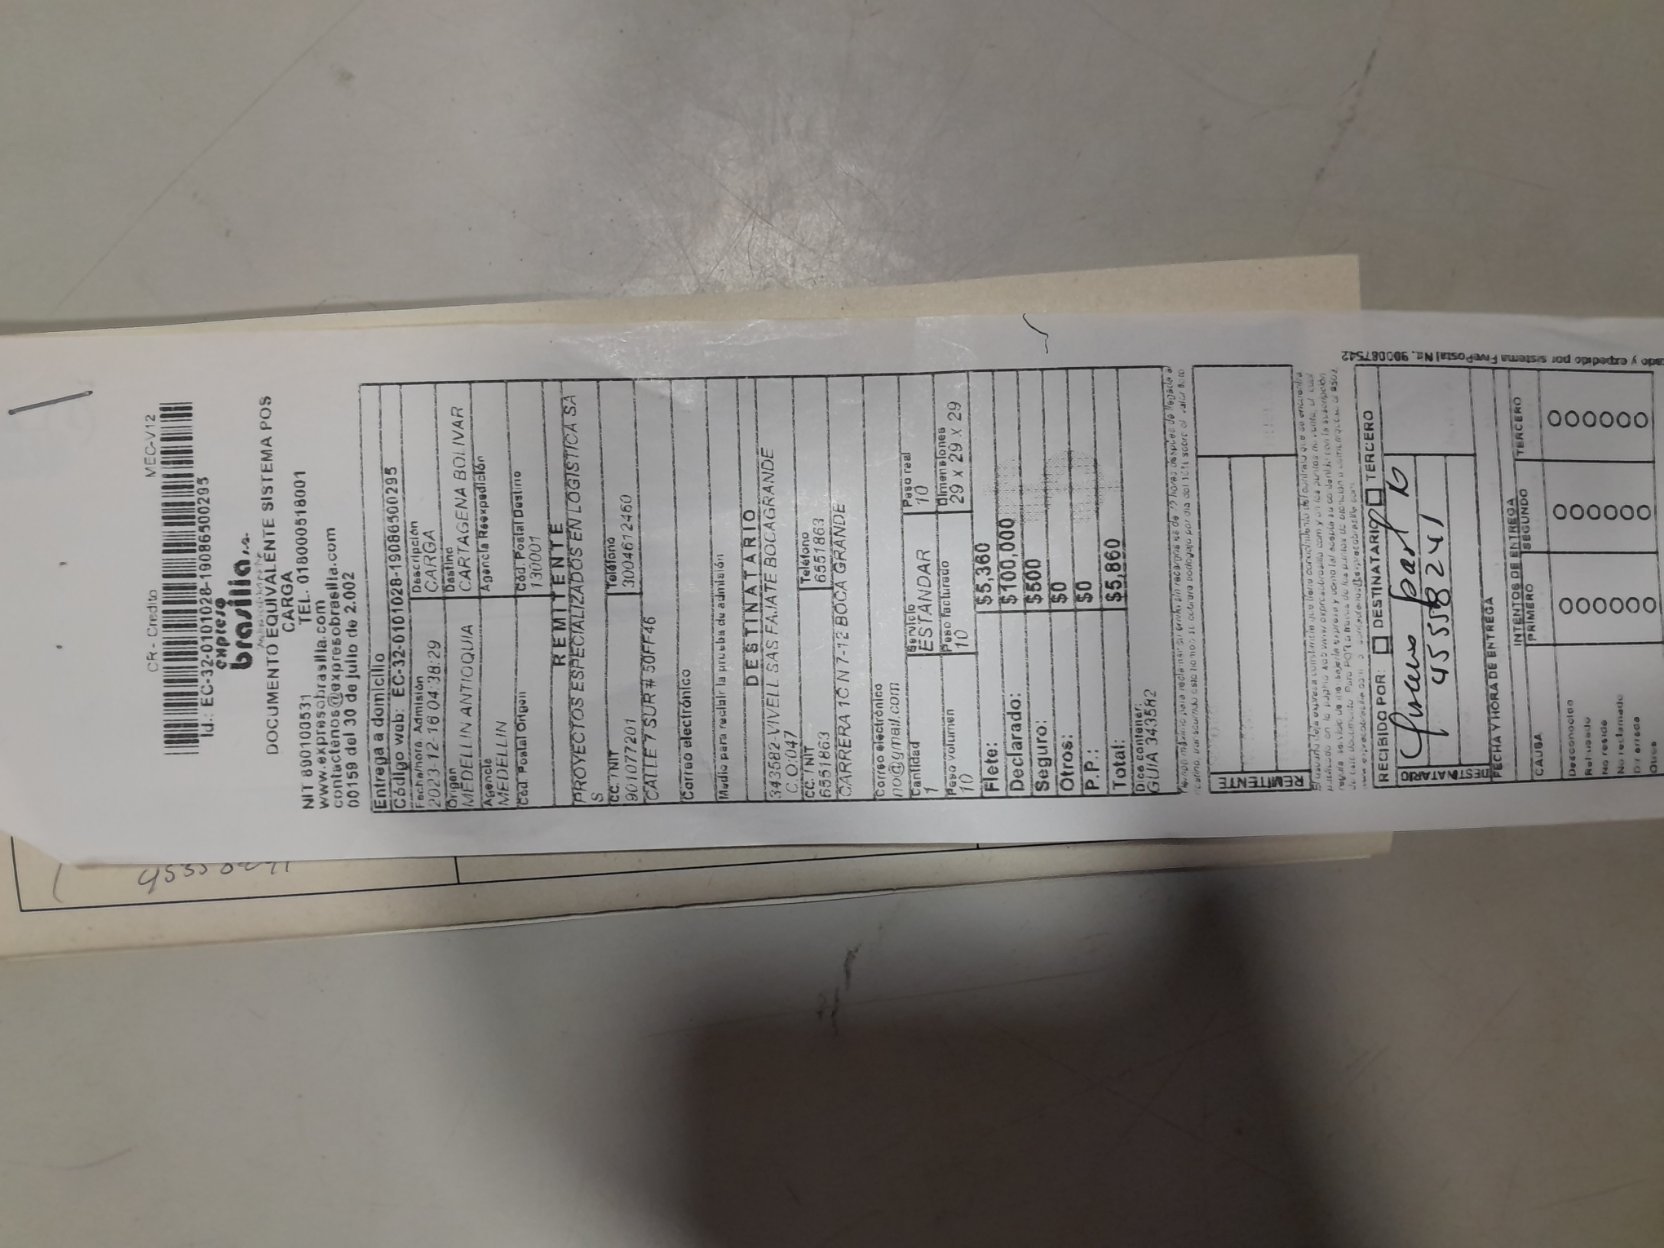 CR - Credito MEC-V12
Id.: EC-32-0101028-19086500295
expreso
brasilia s.a.
DOCUMENTO EQUIVALENTE SISTEMA POS
CARGA
NIT 890100531 TEL. 018000518001
www.expresobrasilia.com
contactenos@expresobrasilia.com
00159 del 30 de julio de 2.002
Entrega a domicilio
Código web: EC-32-0101028-19086500295
Fecha/hora Admisión Descripción
2023-12-16 04:38:29 CARGA
Origen Destino
MEDELLIN ANTIOQUIA CARTAGENA BOLIVAR
Agencia Agencia Reexpedición
MEDELLIN
Cód. Postal Origen Cód. Postal Destino
130001
REMITENTE
PROYECTOS ESPECIALIZADOS EN LOGISTICA SA
S
CC. / NIT Teléfono
901077201 3004612460
CALLE 7 SUR # 50FF46
Correo electrónico
Medio para recibir la prueba de admisión
DESTINATARIO
343582-VIVELL SAS FAJATE BOCAGRANDE
C.O:047
CC. / NIT Teléfono
6551863 6551863
CARRERA 1C N 7-12 BOCA GRANDE
Correo electrónico
no@gmail.com
Cantidad Servicio Peso real
1 ESTANDAR 10
Peso volumen Peso facturado Dimensiones
10 10 29 x 29 x 29
Flete: $5,360
Declarado: $100,000
Seguro: $500
Otros: $0
P.P.: $0
Total: $5,860
Dice contener:
GUIA 343582
REMITENTE
RECIBIDO POR: DESTINATARIO TERCERO
DESTINATARIO
45558241
FECHA Y HORA DE ENTREGA
INTENTOS DE ENTREGA
CAUSA PRIMERO SEGUNDO TERCERO
Desconocido
Rehusado
No reside
No reclamado
Dir errada
Otros